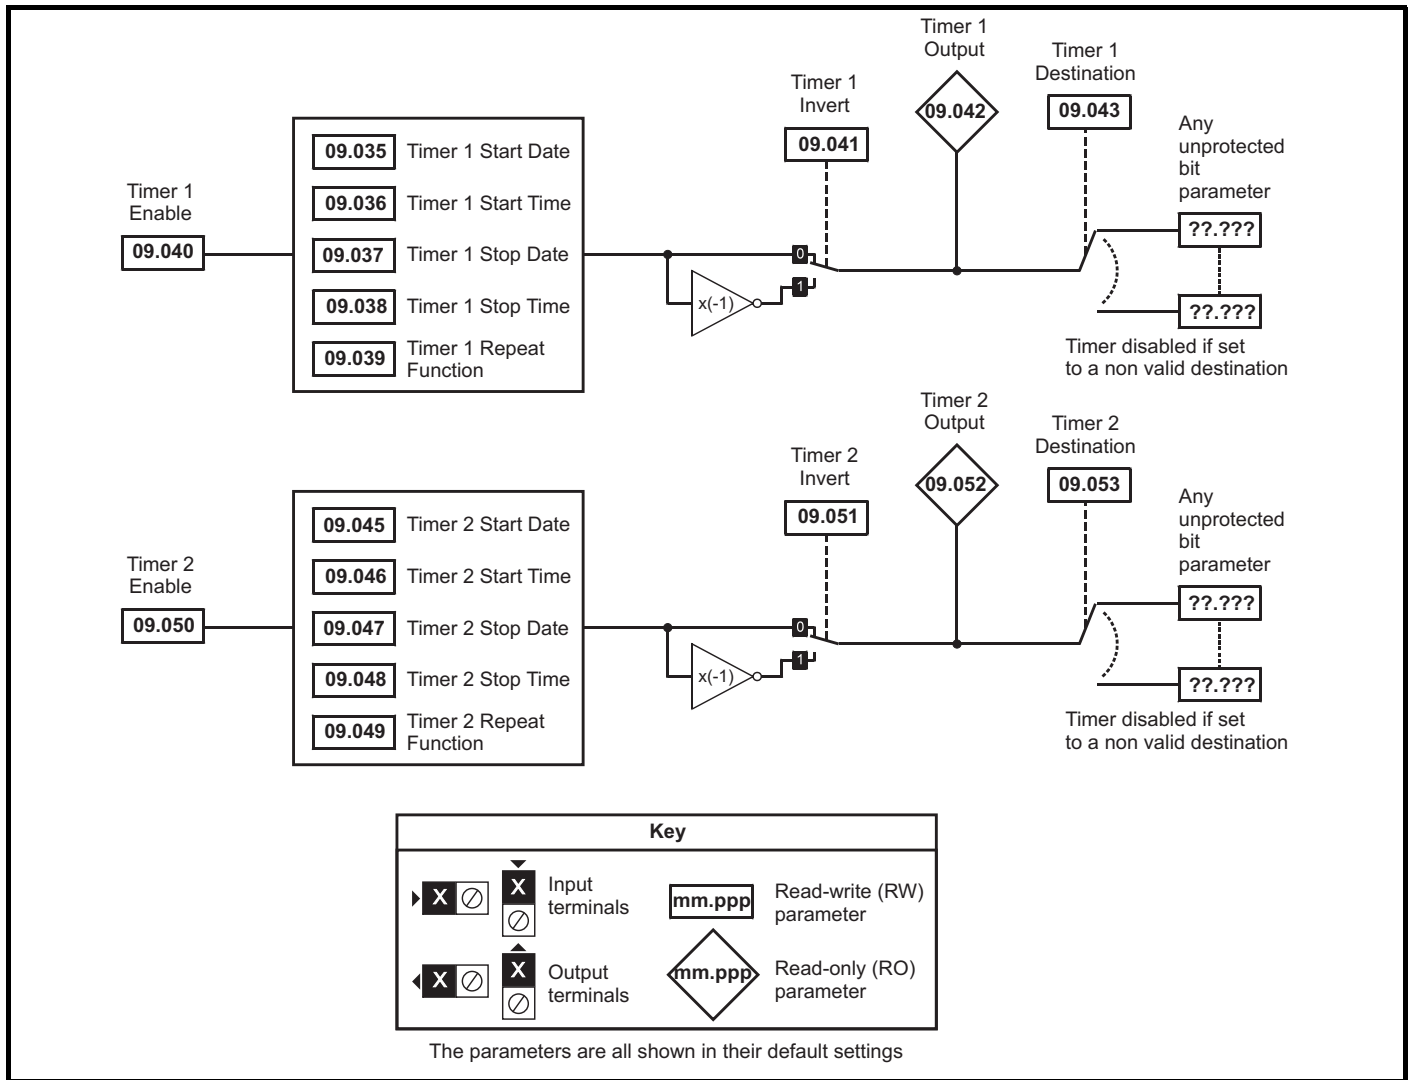 Timer 1
Output
Timer 1
Destination
Timer 1
Invert
09.042
09.043
Any
unprotected
bit
parameter
09.041
09.035 Timer 1 Start Date
Timer 1
Enable
09.036 Timer 1 Start Time
??.???
09.040
09.037 Timer 1 Stop Date
0
1
x(-1)
09.038 Timer 1 Stop Time
??.???
09.039 Timer 1 Repeat
Function
Timer disabled if set
to a non valid destination
Timer 2
Output
Timer 2
Destination
Timer 2
Invert
09.052
09.053
Any
unprotected
bit
parameter
09.051
09.045 Timer 2 Start Date
Timer 2
Enable
09.046 Timer 2 Start Time
??.???
09.050
09.047 Timer 2 Stop Date
0
1
x(-1)
09.048 Timer 2 Stop Time
??.???
09.049 Timer 2 Repeat
Function
Timer disabled if set
to a non valid destination
Key
X
X
Input
terminals
mm.ppp
Read-write (RW)
parameter
X
X
Output
terminals
mm.ppp
Read-only (RO)
parameter
The parameters are all shown in their default settings